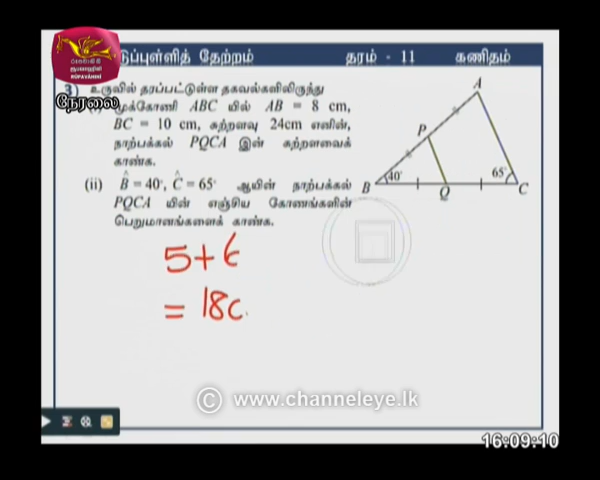 டுப்புள்ளித் தேற்றம்
தரம் - 11
கணிதம்
3) உருவில் தரப்பட்டுள்ள தகவல்களிலிருந்து
நேரலை
முக்கோணி ABC யில் AB = 8 cm,
BC = 10 cm, சுற்றளவு 24cm எனின்,
நாற்பக்கல் PQCA இன் சுற்றளவைக்
காண்க.
(ii) B̂ = 40°, Ĉ = 65° ஆயின் நாற்பக்கல்
PQCA யின் எஞ்சிய கோணங்களின்
பெறுமானங்களைக் காண்க.
A
P
B
40°
Q
65°
C
5+6
= 18c
© www.channeleye.lk
16:09:10